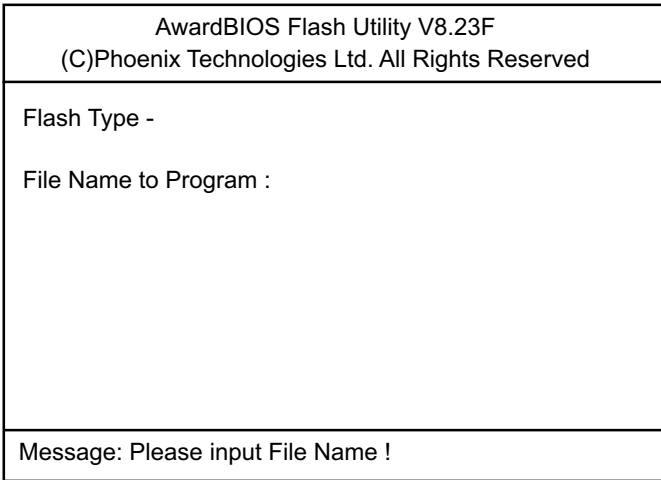 AwardBIOS Flash Utility V8.23F
(C)Phoenix Technologies Ltd. All Rights Reserved
Flash Type -
File Name to Program :
Message: Please input File Name !